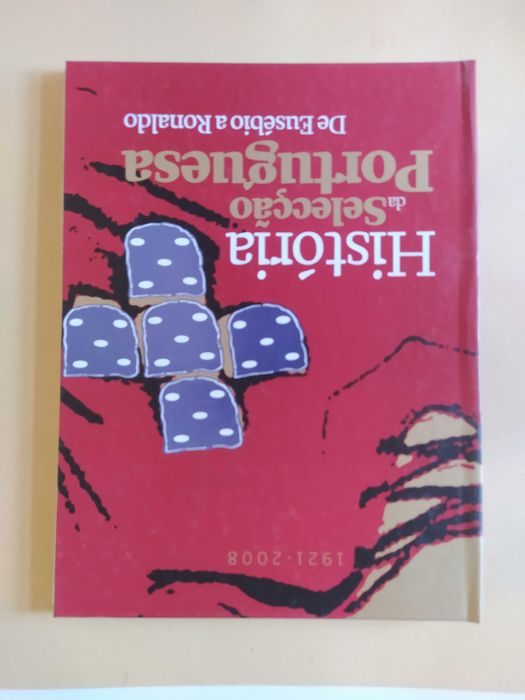 1921-2008
História
da Selecção
Portuguesa
De Eusébio a Ronaldo